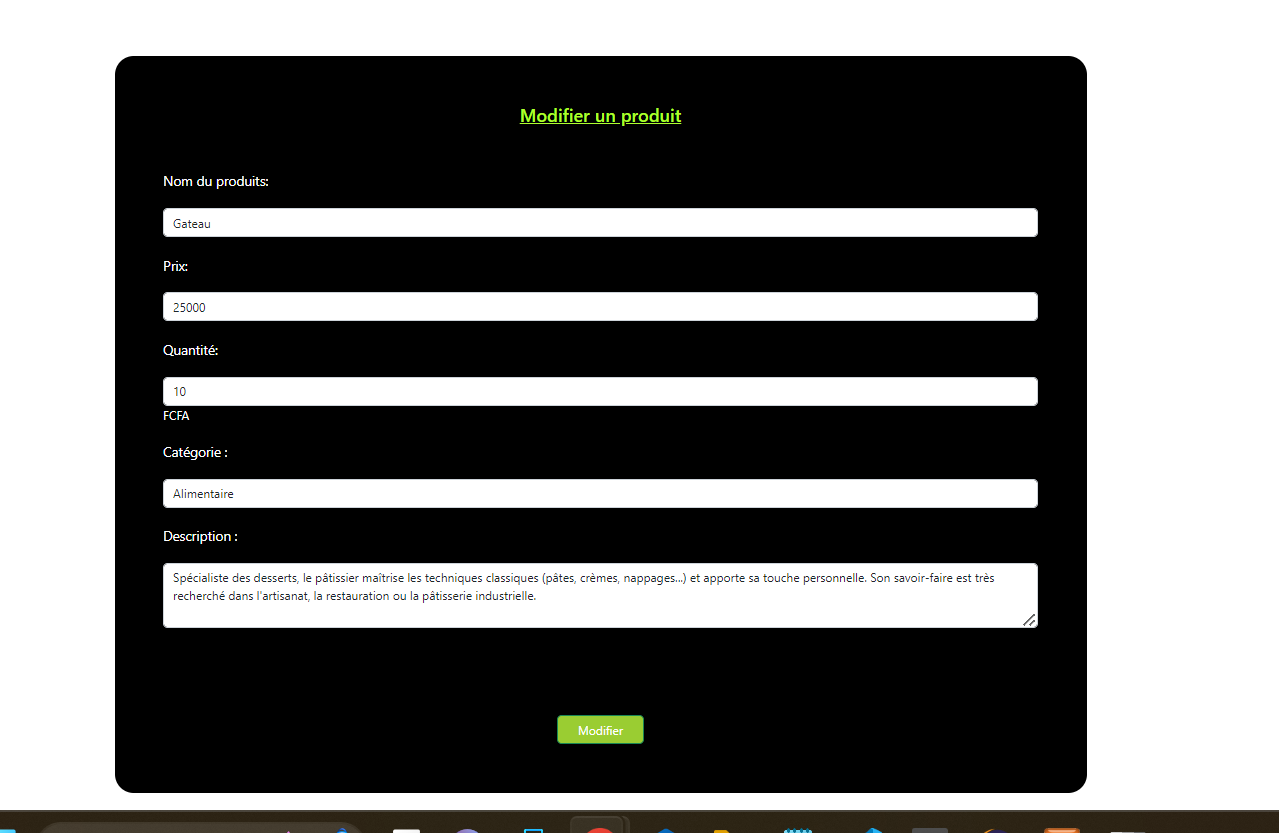 Modifier un produit
Nom du produits:
Gateau
Prix:
25000
Quantité:
10
FCFA
Catégorie :
Alimentaire
Description :
Spécialiste des desserts, le pâtissier maîtrise les techniques classiques (pâtes, crèmes, nappages...) et apporte sa touche personnelle. Son savoir-faire est très
recherché dans l'artisanat, la restauration ou la pâtisserie industrielle.
Modifier